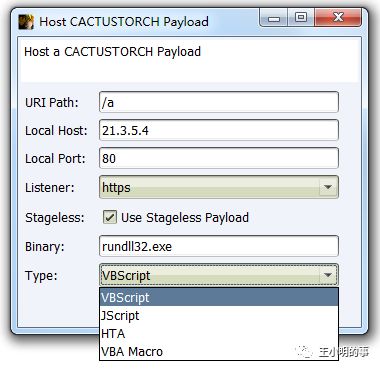 Host CACTUSTORCH Payload
Host a CACTUSTORCH Payload
URI Path: /a
Local Host: 21.3.5.4
Local Port: 80
Listener: https
Stageless: Use Stageless Payload
Binary: rundll32.exe
Type: VBScript
VBScript
JScript
HTA
VBA Macro
王小明的事